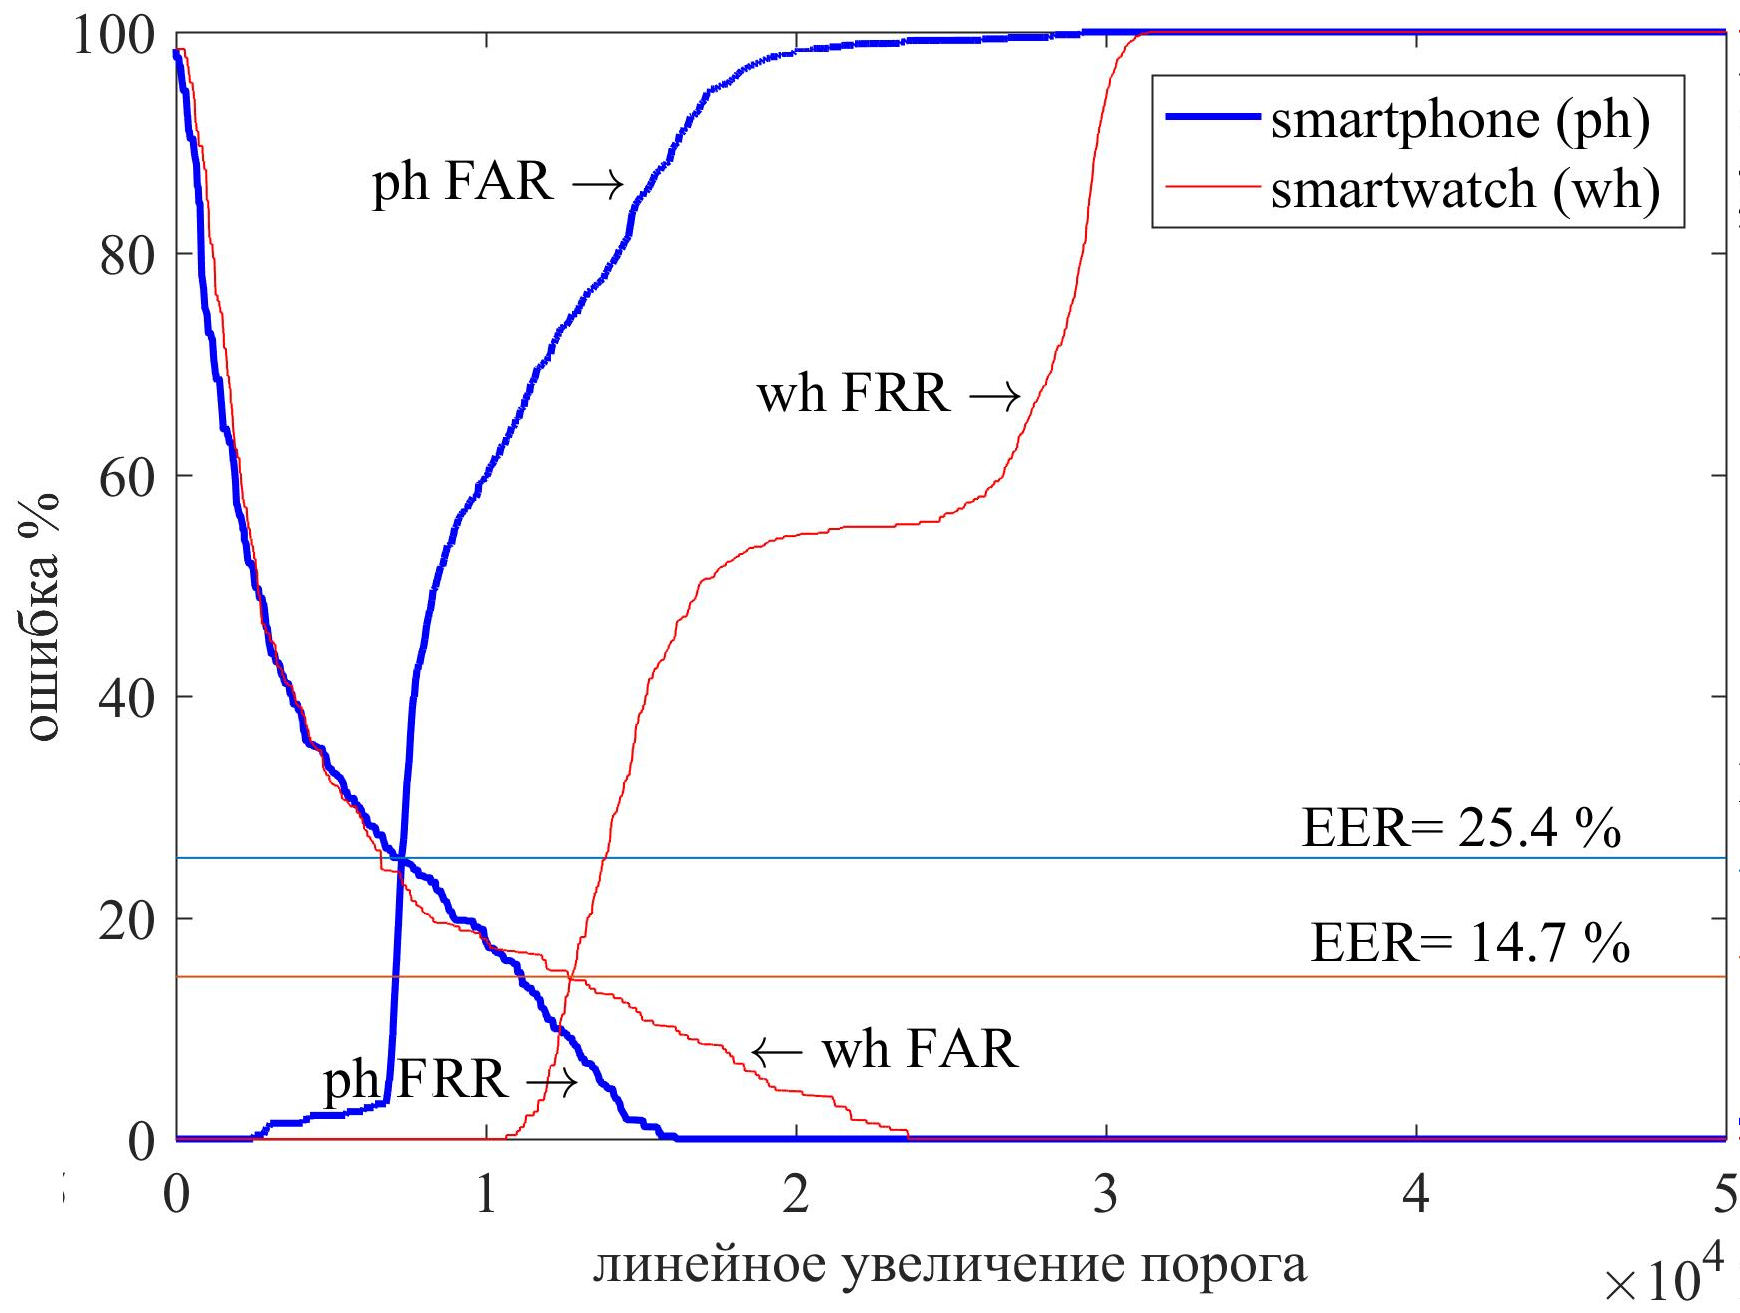 100
80
60
40
20
0
ошибка %
smartphone (ph)
smartwatch (wh)
ph FAR →
wh FRR →
EER= 25.4 %
EER= 14.7 %
← wh FAR
ph FRR →
0 1 2 3 4 5
линейное увеличение порога
×10⁴